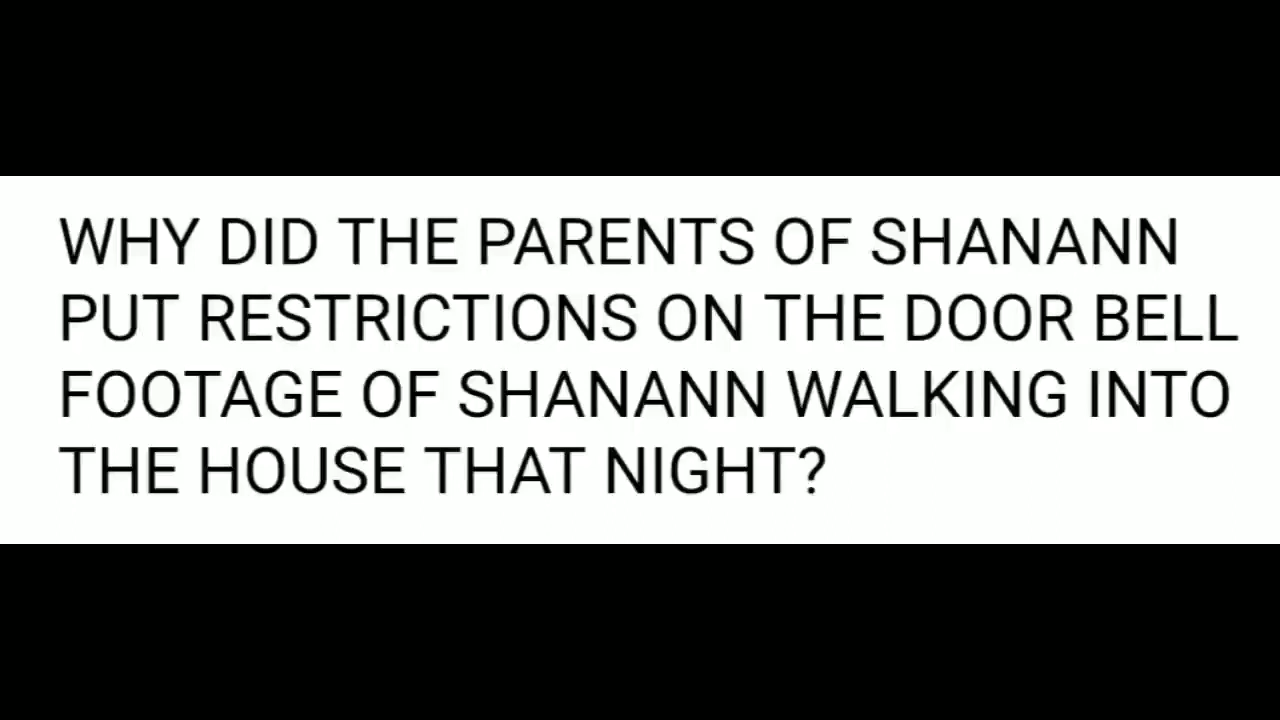 WHY DID THE PARENTS OF SHANANN
PUT RESTRICTIONS ON THE DOOR BELL
FOOTAGE OF SHANANN WALKING INTO
THE HOUSE THAT NIGHT?